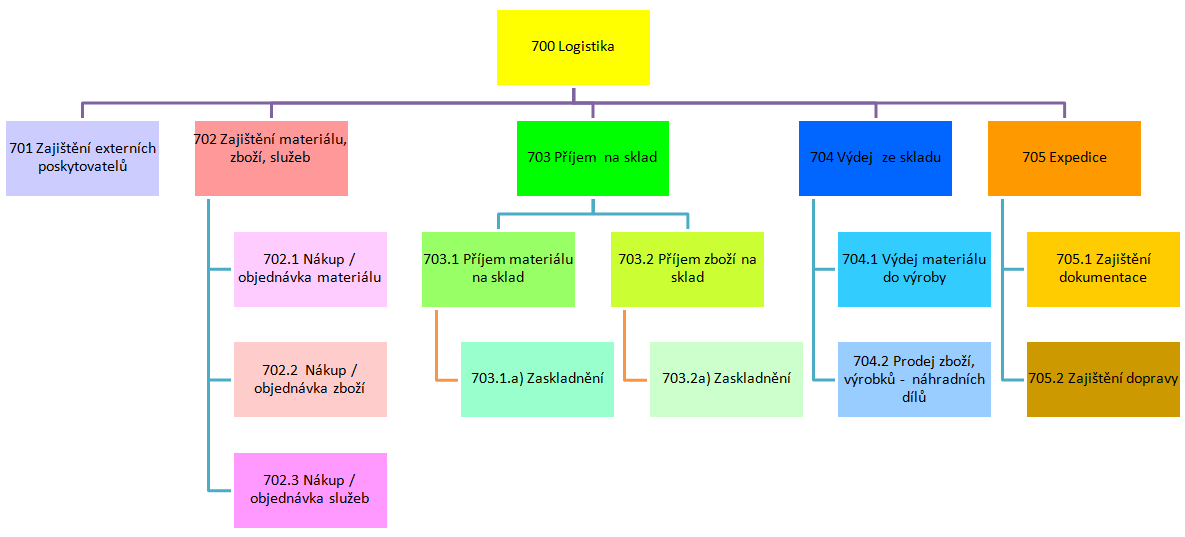 700 Logistika
701 Zajištění externích
poskytovatelů
702 Zajištění materiálu,
zboží, služeb
703 Příjem na sklad
704 Výdej ze skladu
705 Expedice
702.1 Nákup /
objednávka materiálu
703.1 Příjem materiálu
na sklad
703.2 Příjem zboží na
sklad
704.1 Výdej materiálu
do výroby
705.1 Zajištění
dokumentace
702.2 Nákup /
objednávka zboží
703.1.a) Zaskladnění
703.2a) Zaskladnění
704.2 Prodej zboží,
výrobků - náhradních
dílů
705.2 Zajištění dopravy
702.3 Nákup /
objednávka služeb